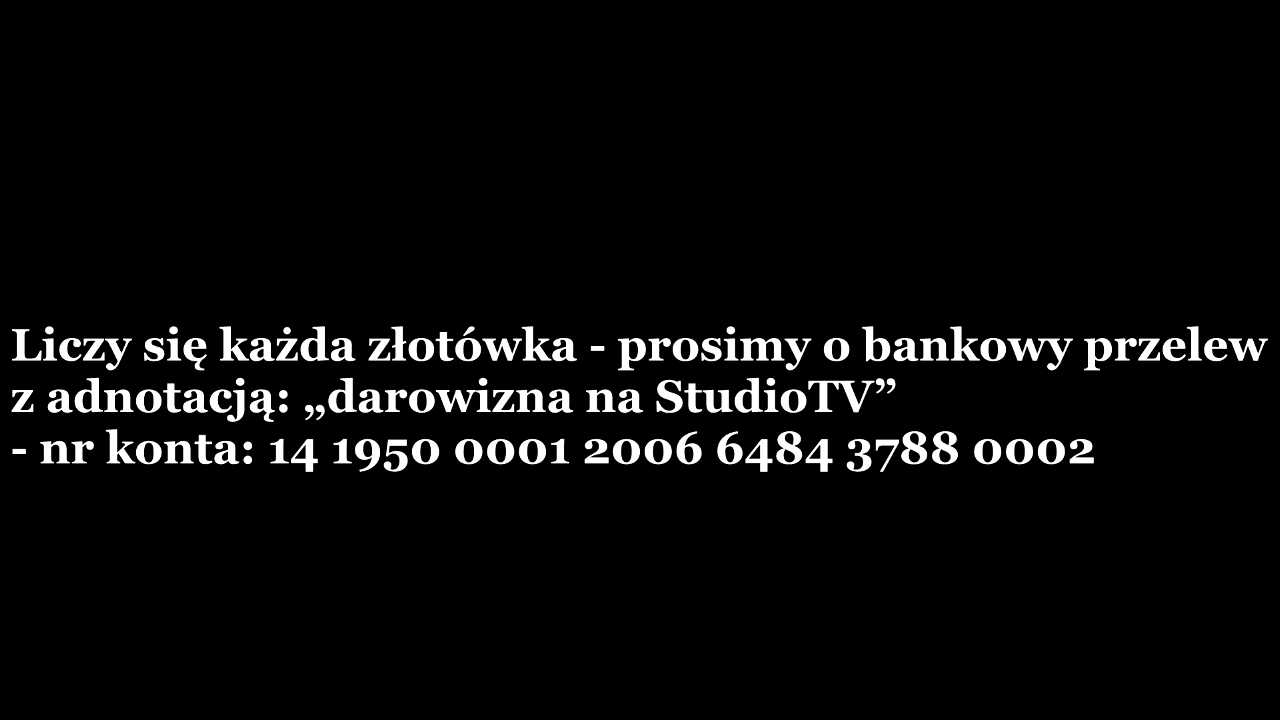 Liczy się każda złotówka - prosimy o bankowy przelew
z adnotacją: „darowizna na StudioTV”
- nr konta: 14 1950 0001 2006 6484 3788 0002